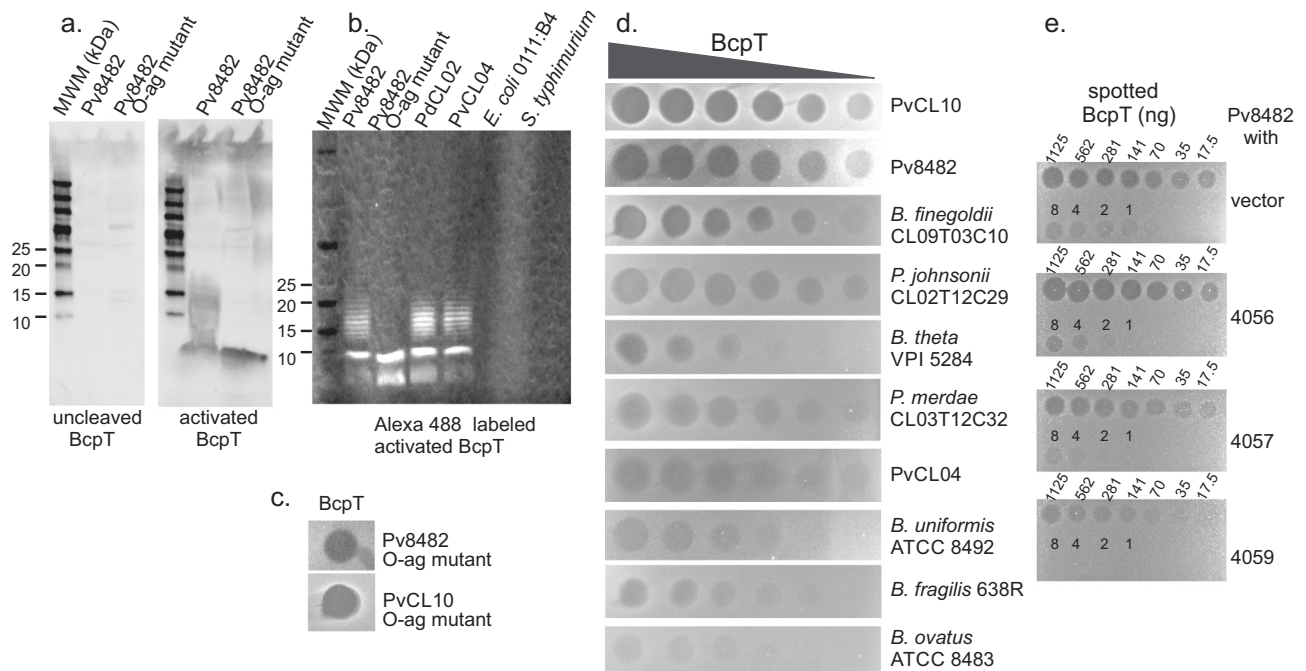 a.
MWM (kDa)
Pv8482
Pv8482
O-ag mutant
Pv8482
Pv8482
O-ag mutant
25
20
15
10
uncleaved
BcpT
activated
BcpT
b.
MWM (kDa)
Pv8482
Pv8482
O-ag mutant
PdCL02
PvCL04
E. coli 0111:B4
S. typhimurium
25
20
15
10
Alexa 488 labeled
activated BcpT
c.
BcpT
Pv8482
O-ag mutant
PvCL10
O-ag mutant
d.
BcpT
PvCL10
Pv8482
B. finegoldii
CL09T03C10
P. johnsonii
CL02T12C29
B. theta
VPI 5284
P. merdae
CL03T12C32
PvCL04
B. uniformis
ATCC 8492
B. fragilis 638R
B. ovatus
ATCC 8483
e.
spotted
BcpT (ng)
Pv8482
with
1125 562 281 141 70 35 17.5
8 4 2 1
vector
1125 562 281 141 70 35 17.5
8 4 2 1
4056
1125 562 281 141 70 35 17.5
8 4 2 1
4057
1125 562 281 141 70 35 17.5
8 4 2 1
4059